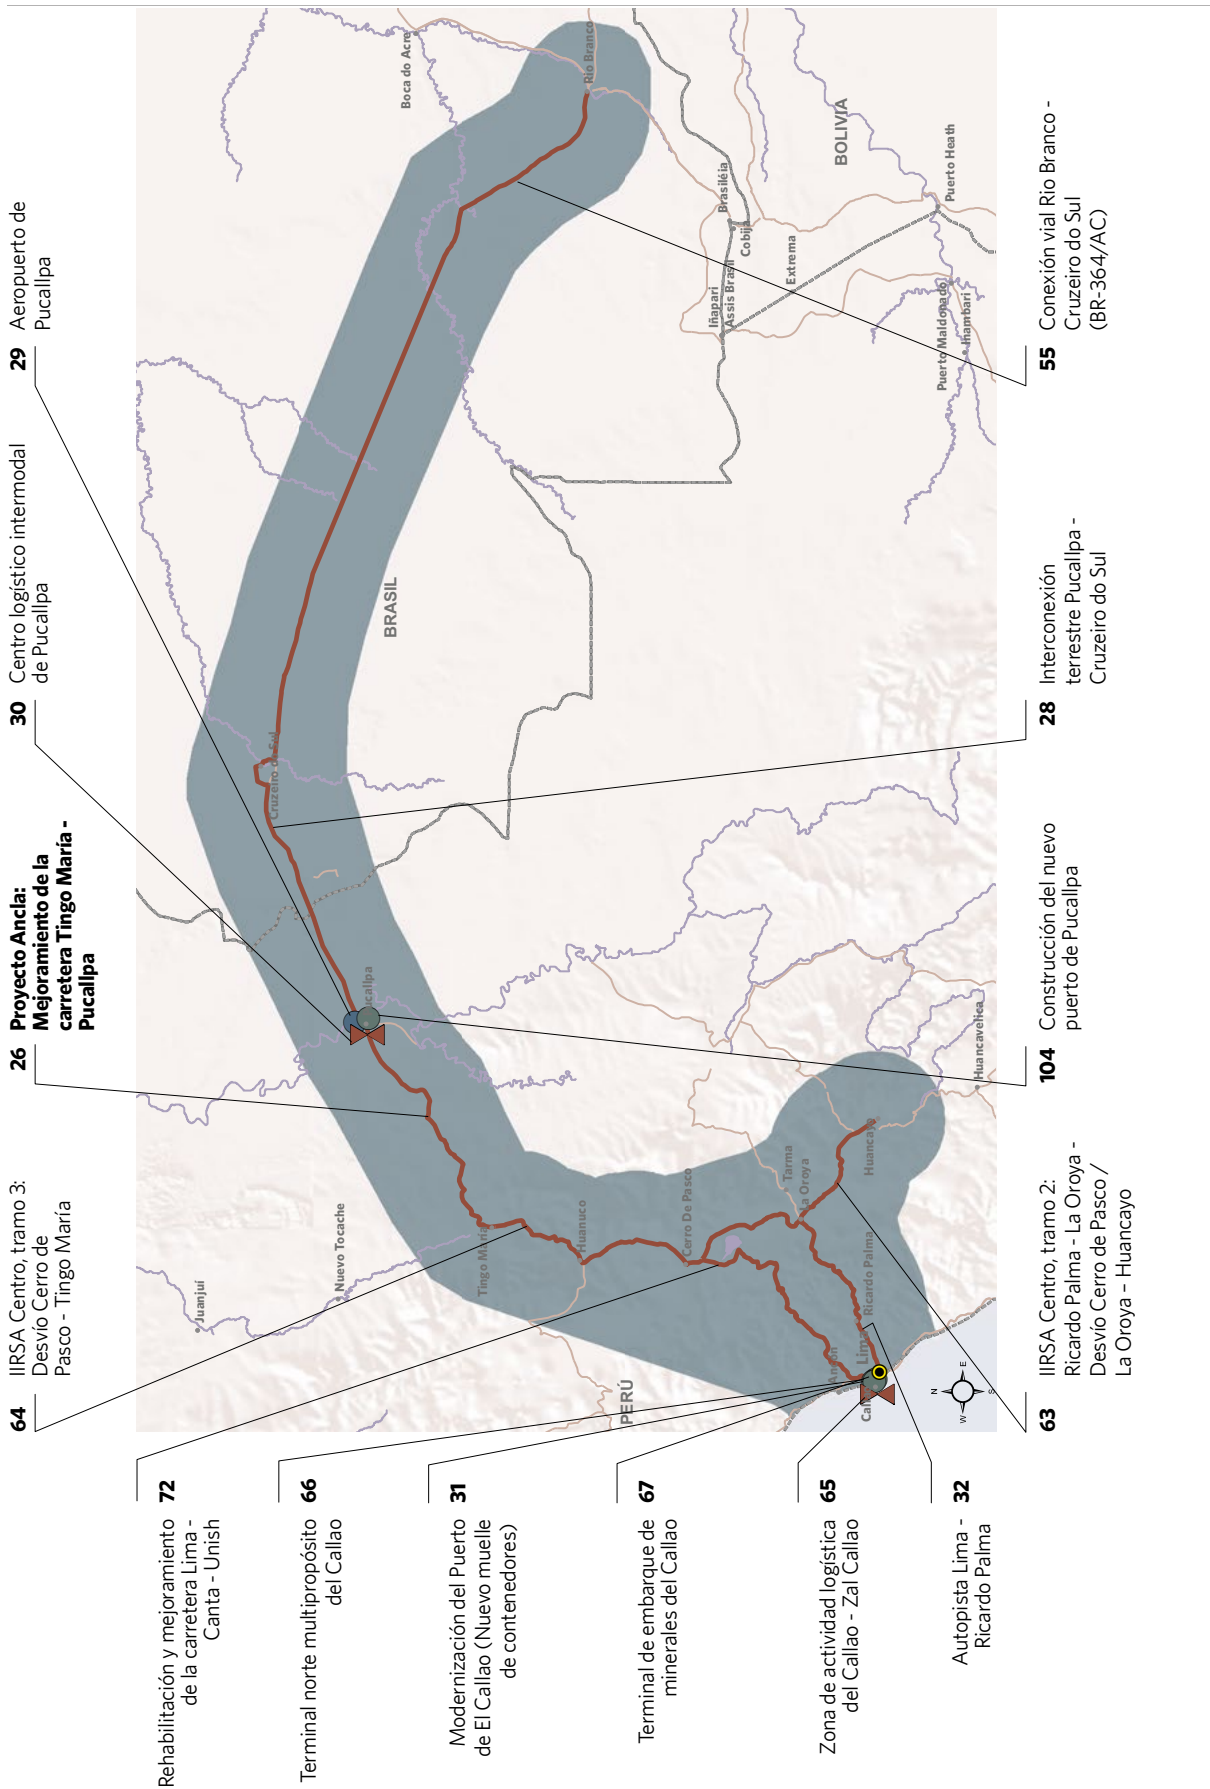 72
Rehabilitación y mejoramiento
de la carretera Lima -
Canta - Unish
66
Terminal norte multipropósito
del Callao
31
Modernización del Puerto
de El Callao (Nuevo muelle
de contenedores)
67
Terminal de embarque de
minerales del Callao
65
Zona de actividad logística
del Callao - Zal Callao
32
Autopista Lima -
Ricardo Palma
64
IIRSA Centro, tramo 3:
Desvío Cerro de
Pasco - Tingo María
26
Proyecto Ancla:
Mejoramiento de la
carretera Tingo María -
Pucallpa
30
Centro logístico intermodal
de Pucallpa
29
Aeropuerto de
Pucallpa
63
IIRSA Centro, tramo 2:
Ricardo Palma - La Oroya -
Desvío Cerro de Pasco /
La Oroya - Huancayo
104
Construcción del nuevo
puerto de Pucallpa
28
Interconexión
terrestre Pucallpa -
Cruzeiro do Sul
55
Conexión vial Río Branco -
Cruzeiro do Sul
(BR-364/AC)
Juanjuí
Nuevo Tocache
Tingo María
Huanuco
Cerro De Pasco
Tarma
La Oroya
Huancayo
Huancavelica
Ricardo Palma
Lima
Ancón
PERÚ
Cruzeiro do Sul
BRASIL
Boca do Acre
Rio Branco
BOLIVIA
Brasiléia
Cobija
Iñapari
Assis Brasil
Extrema
Puerto Heath
Puerto Maldonado
Inambari
N
E
S
W